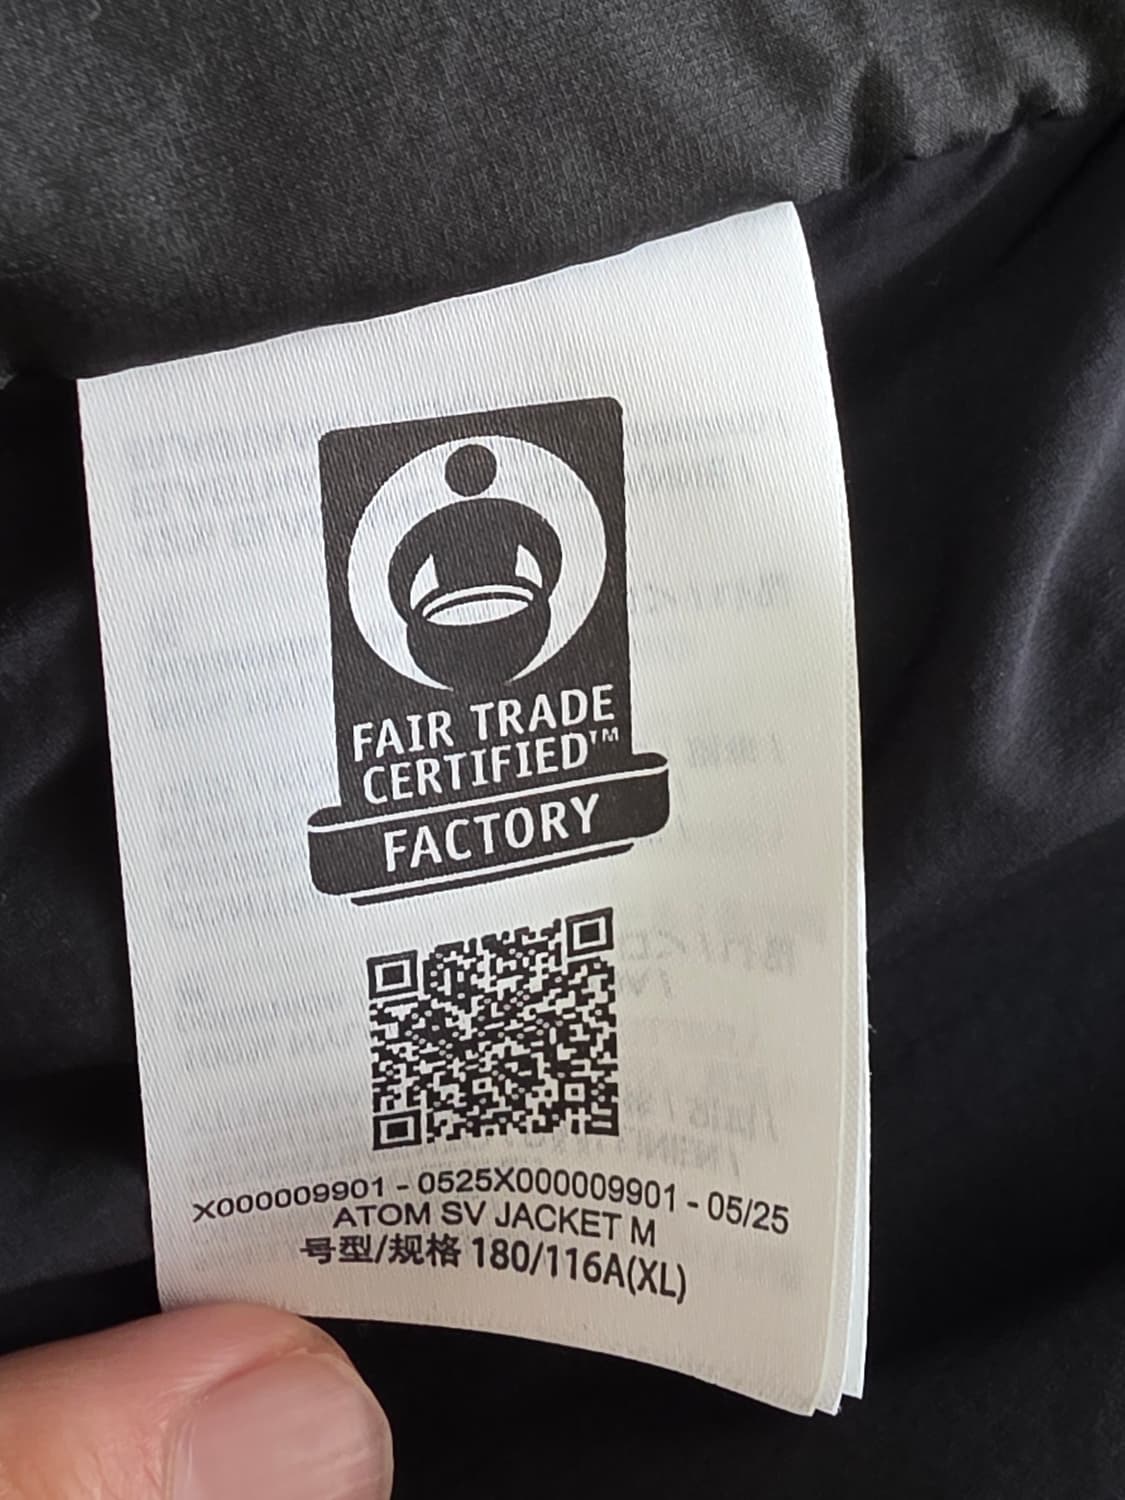 FAIR TRADE
CERTIFIED™
FACTORY
X000009901 - 0525X000009901 - 05/25
ATOM SV JACKET M
号型/规格 180/116A(XL)